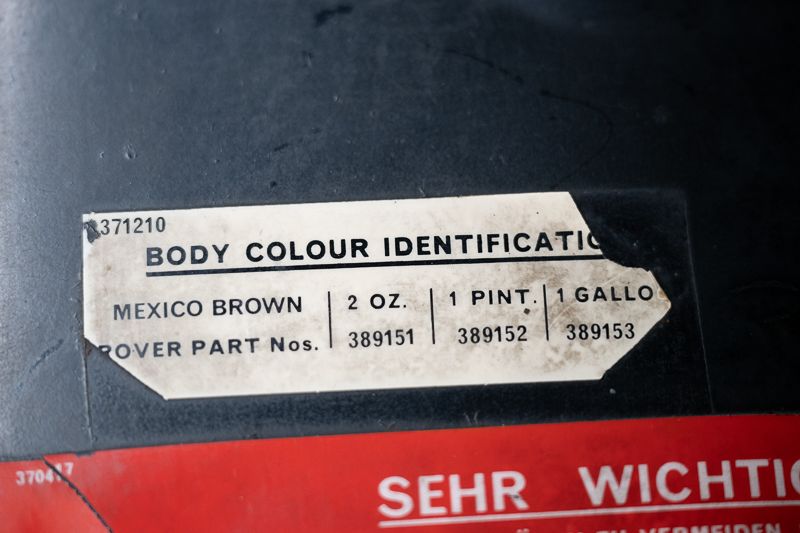 371210
BODY COLOUR IDENTIFICATIO
MEXICO BROWN 2 OZ. 1 PINT. 1 GALLO
ROVER PART Nos. 389151 389152 389153
370417
SEHR WICHTIG
VERMEIDEN